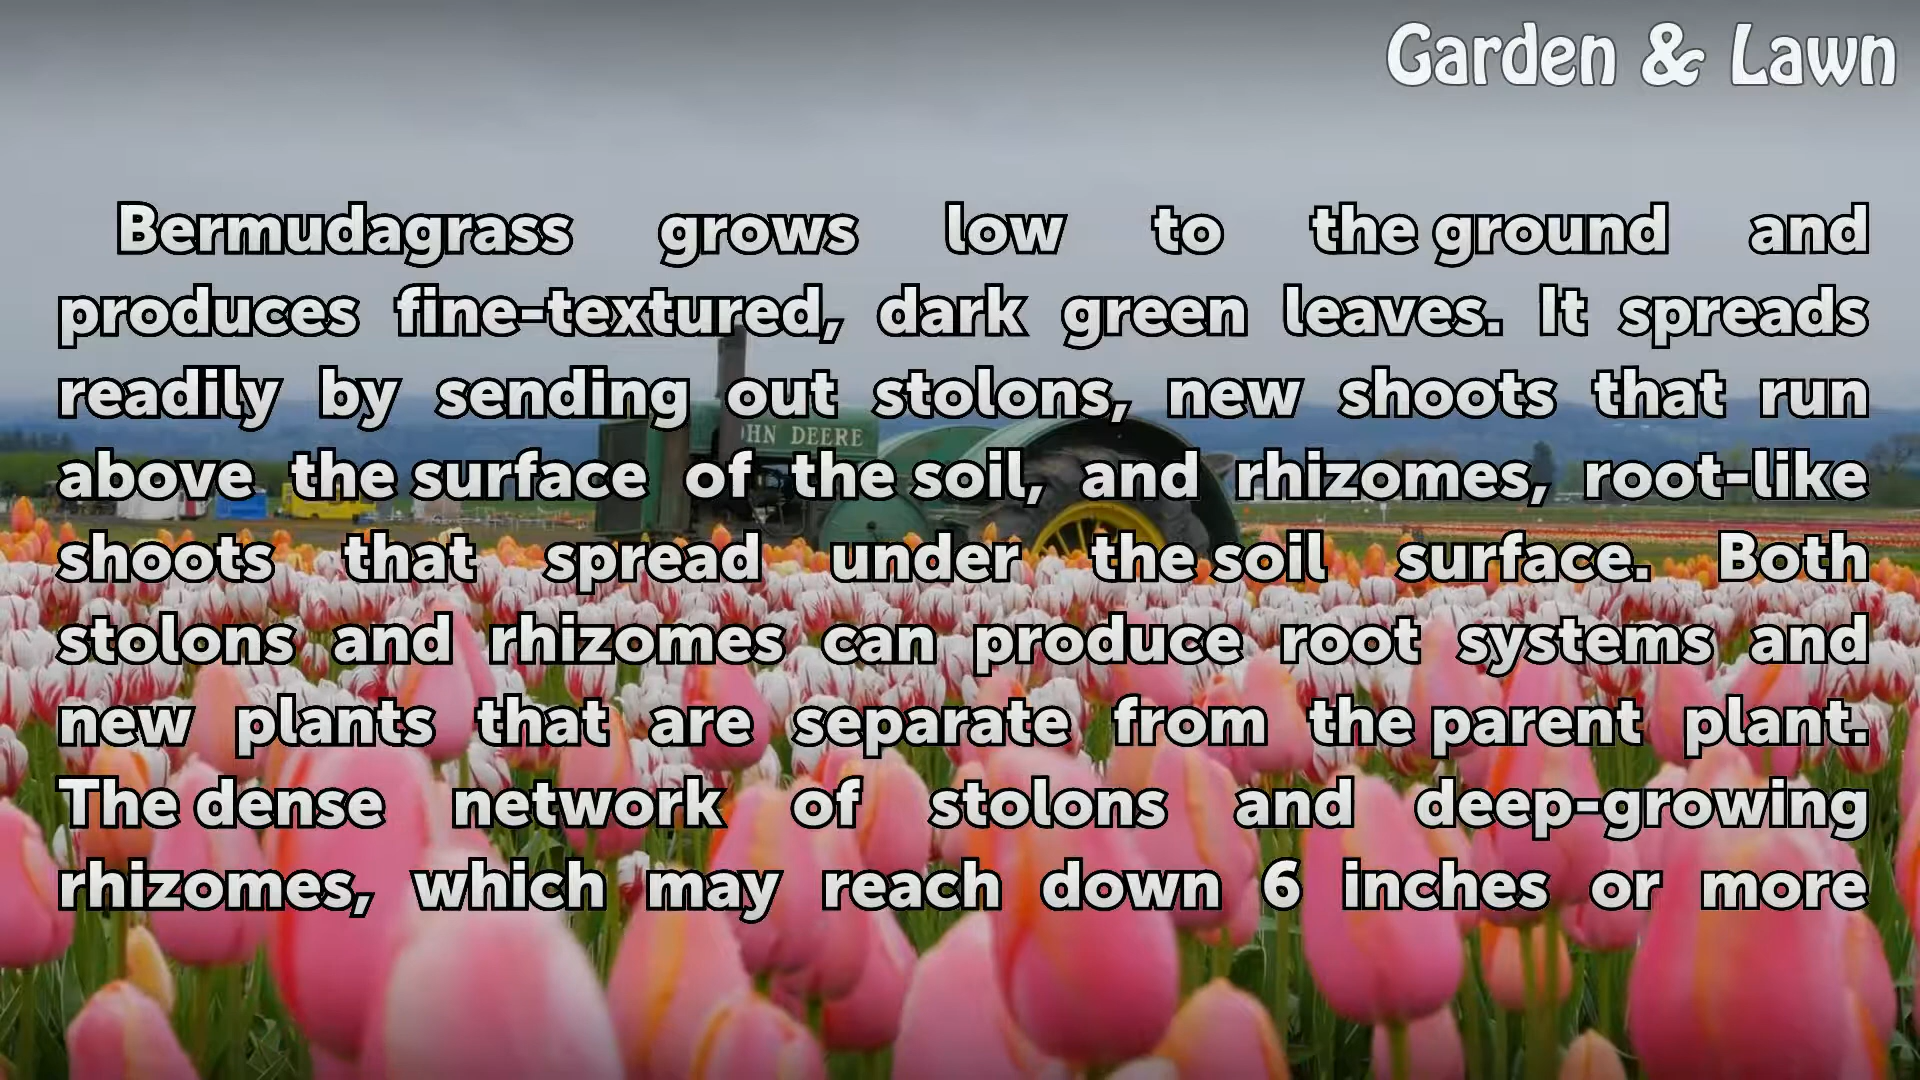 Garden & Lawn
Bermudagrass grows low to the ground and
produces fine-textured, dark green leaves. It spreads
readily by sending out stolons, new shoots that run
HN DEERE
above the surface of the soil, and rhizomes, root-like
shoots that spread under the soil surface. Both
stolons and rhizomes can produce root systems and
new plants that are separate from the parent plant.
The dense network of stolons and deep-growing
rhizomes, which may reach down 6 inches or more